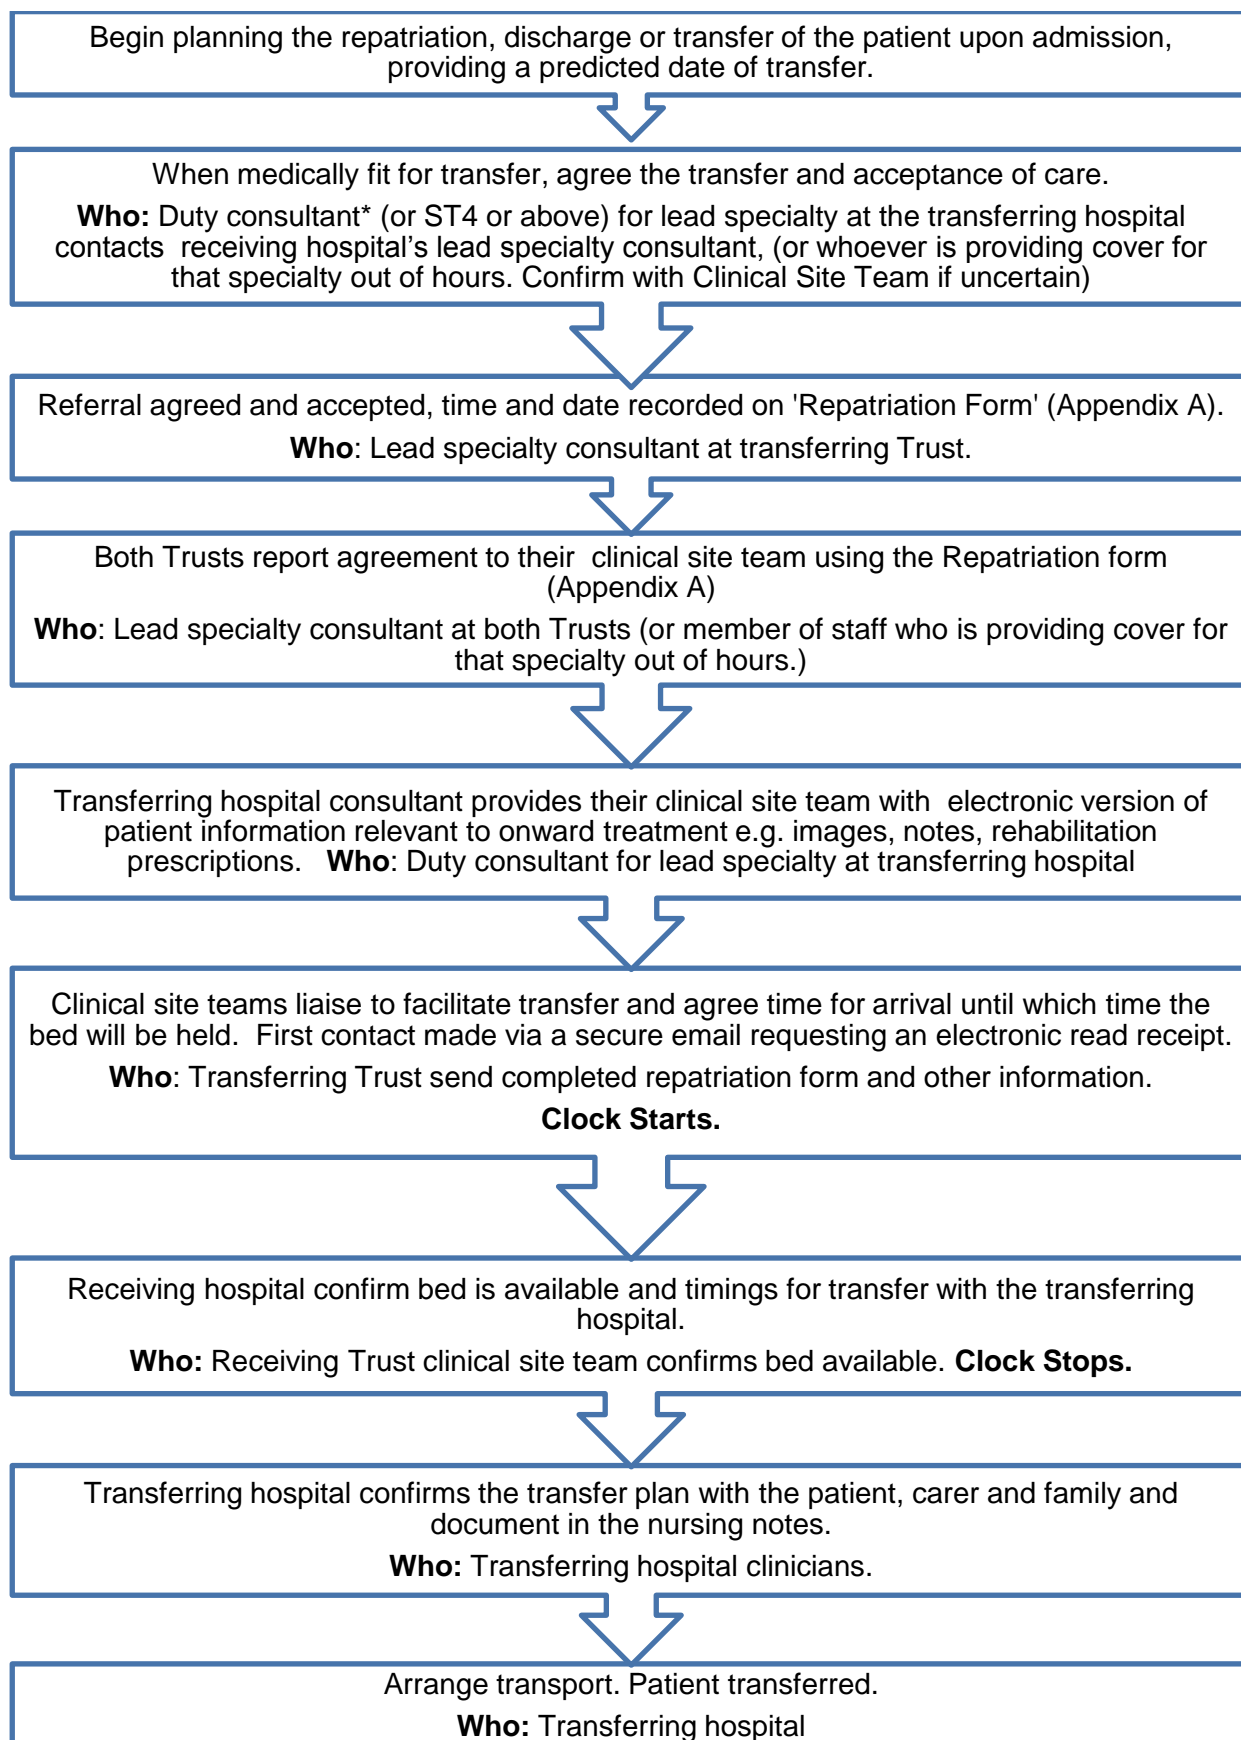 Begin planning the repatriation, discharge or transfer of the patient upon admission,
providing a predicted date of transfer.
When medically fit for transfer, agree the transfer and acceptance of care.
Who: Duty consultant* (or ST4 or above) for lead specialty at the transferring hospital
contacts receiving hospital's lead specialty consultant, (or whoever is providing cover for
that specialty out of hours. Confirm with Clinical Site Team if uncertain)
Referral agreed and accepted, time and date recorded on 'Repatriation Form' (Appendix A).
Who: Lead specialty consultant at transferring Trust.
Both Trusts report agreement to their clinical site team using the Repatriation form
(Appendix A)
Who: Lead specialty consultant at both Trusts (or member of staff who is providing cover for
that specialty out of hours.)
Transferring hospital consultant provides their clinical site team with electronic version of
patient information relevant to onward treatment e.g. images, notes, rehabilitation
prescriptions. Who: Duty consultant for lead specialty at transferring hospital
Clinical site teams liaise to facilitate transfer and agree time for arrival until which time the
bed will be held. First contact made via a secure email requesting an electronic read receipt.
Who: Transferring Trust send completed repatriation form and other information.
Clock Starts.
Receiving hospital confirm bed is available and timings for transfer with the transferring
hospital.
Who: Receiving Trust clinical site team confirms bed available. Clock Stops.
Transferring hospital confirms the transfer plan with the patient, carer and family and
document in the nursing notes.
Who: Transferring hospital clinicians.
Arrange transport. Patient transferred.
Who: Transferring hospital